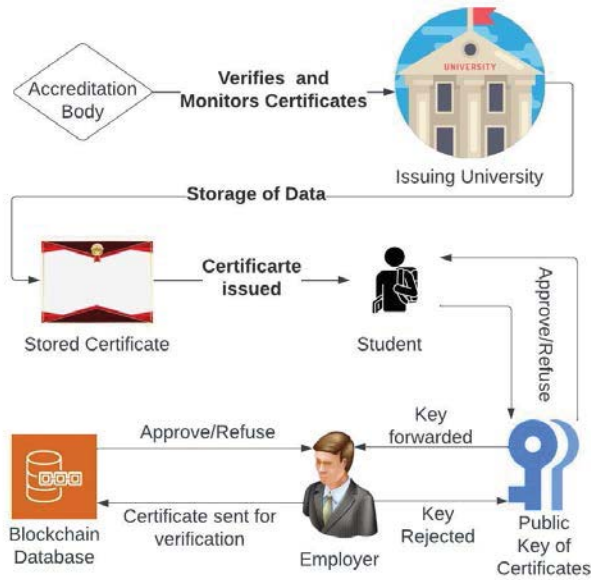 UNIVERSITY
Accreditation
Body
Verifies and
Monitors Certificates
Issuing University
Storage of Data
Certificarte
issued
Stored Certificate
Student
Approve/Refuse
Approve/Refuse
Key
forwarded
Certificate sent for
verification
Key
Rejected
Blockchain
Database
Employer
Public
Key of
Certificates